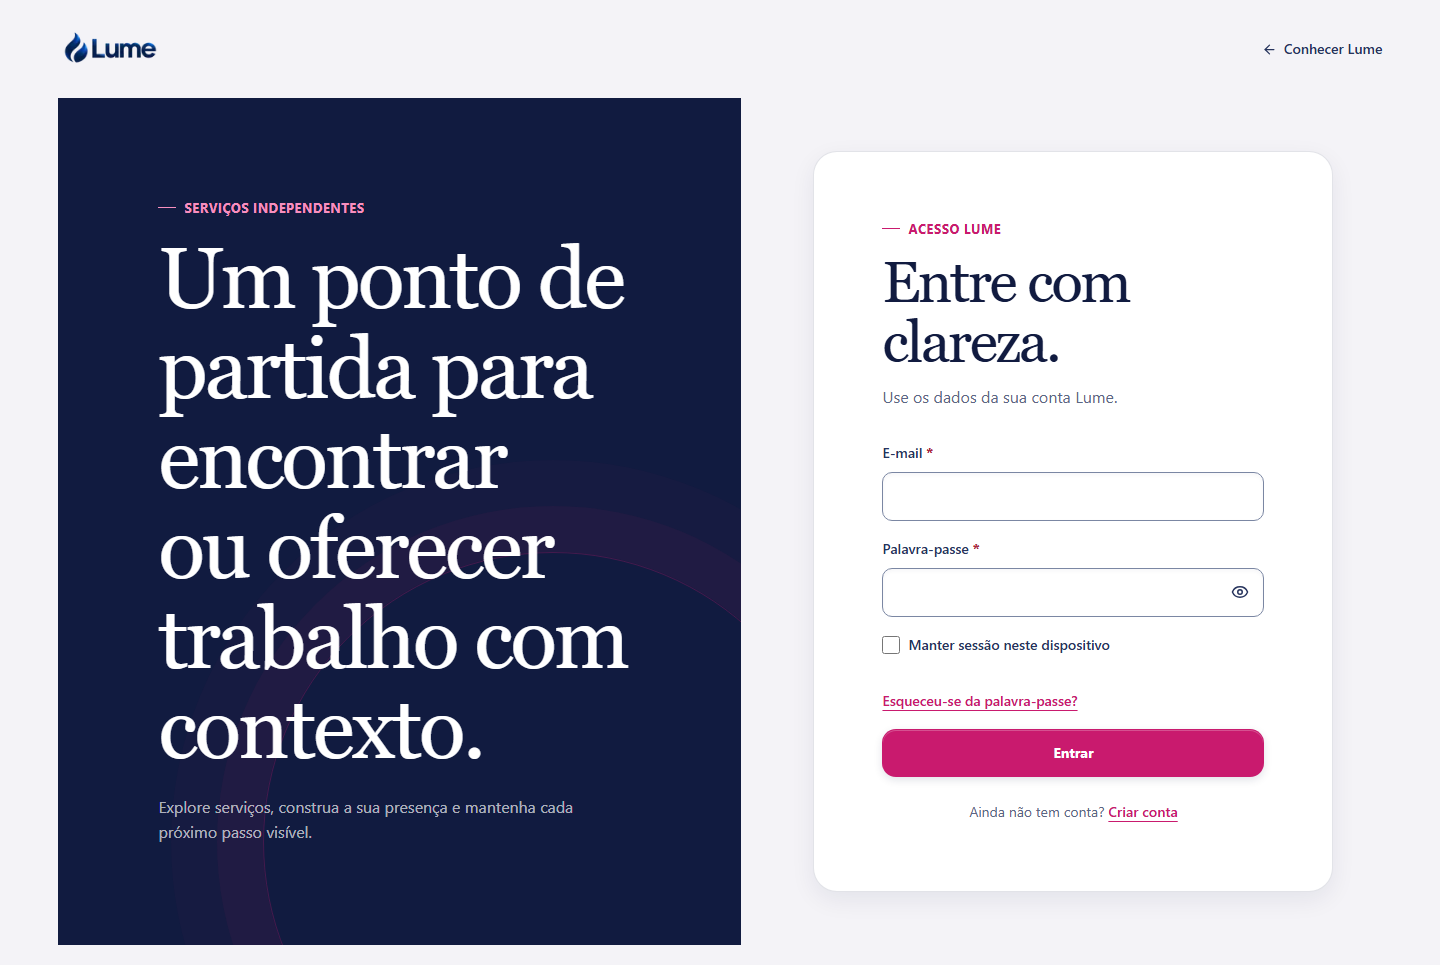 Lume
Conhecer Lume
SERVIÇOS INDEPENDENTES
Um ponto de
partida para
encontrar
ou oferecer
trabalho com
contexto.
Explore serviços, construa a sua presença e mantenha cada
próximo passo visível.
ACESSO LUME
Entre com
clareza.
Use os dados da sua conta Lume.
E-mail *
Palavra-passe *
Manter sessão neste dispositivo
Esqueceu-se da palavra-passe?
Entrar
Ainda não tem conta? Criar conta